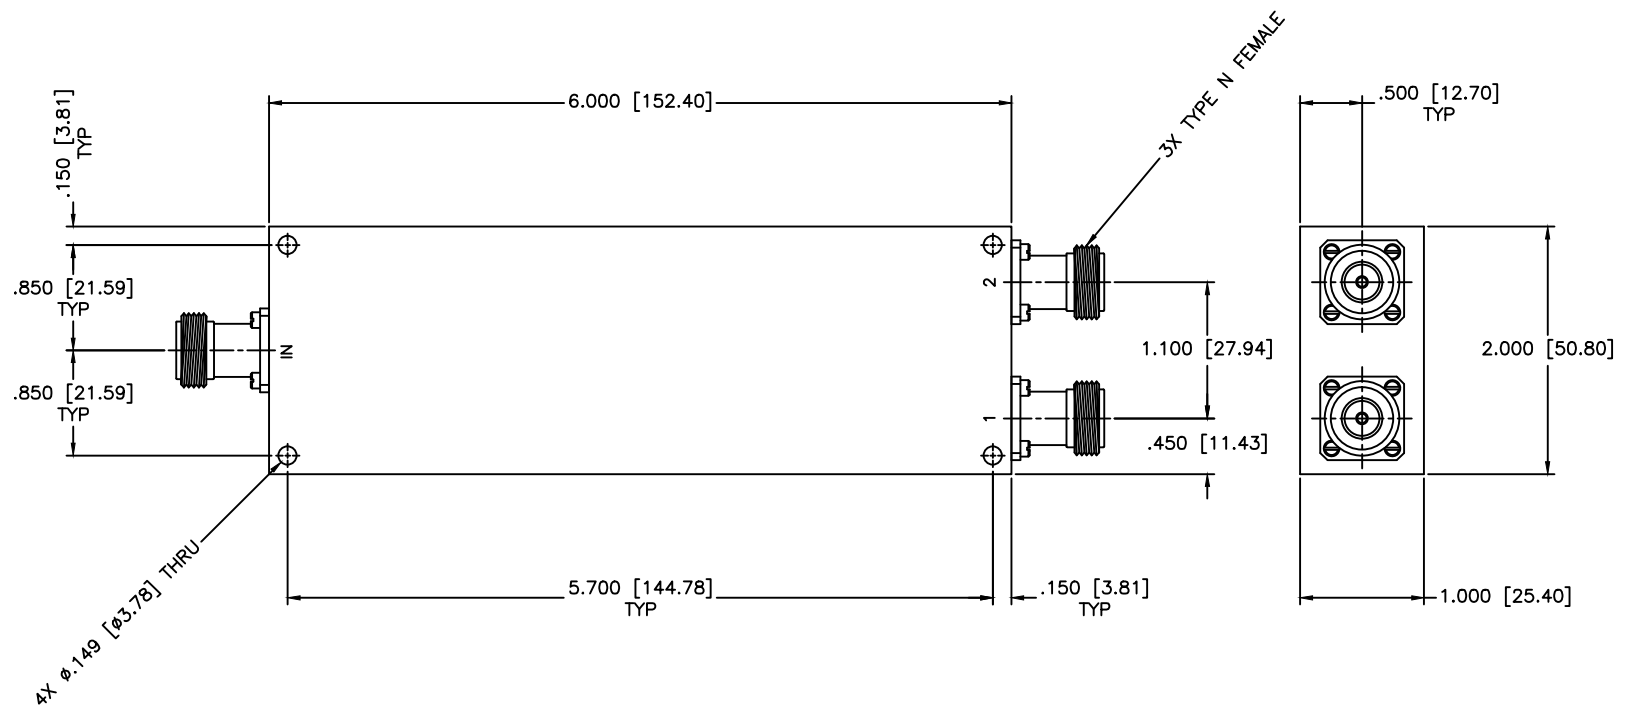 3X TYPE N FEMALE
6.000 [152.40]
.500 [12.70]
TYP
.150 [3.81]
TYP
.850 [21.59]
TYP
2
IN
1.100 [27.94]
2.000 [50.80]
.850 [21.59]
TYP
1
.450 [11.43]
4X ø.149 [ø3.78] THRU
5.700 [144.78]
TYP
.150 [3.81]
TYP
1.000 [25.40]